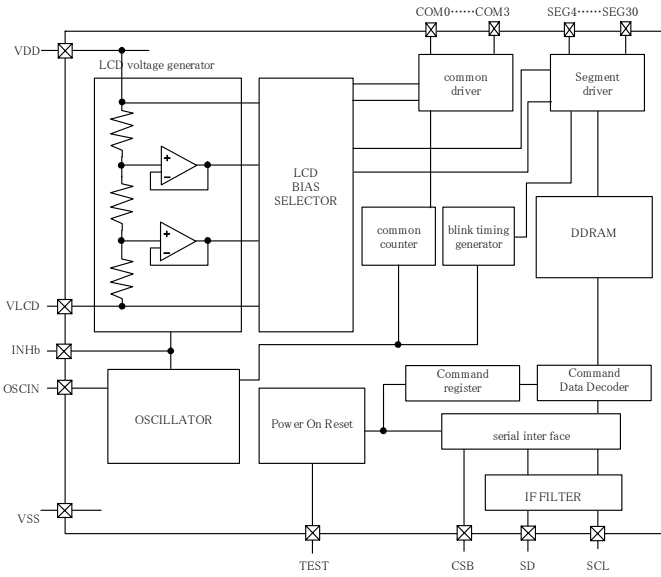 COM0······COM3
SEG4······SEG30
VDD
LCD voltage generator
common
driver
Segment
driver
LCD
BIAS
SELECTOR
common
counter
blink timing
generator
DDRAM
VLCD
INHb
OSCIN
OSCILLATOR
Power On Reset
Command
register
Command
Data Decoder
serial inter face
IF FILTER
VSS
TEST
CSB
SD
SCL